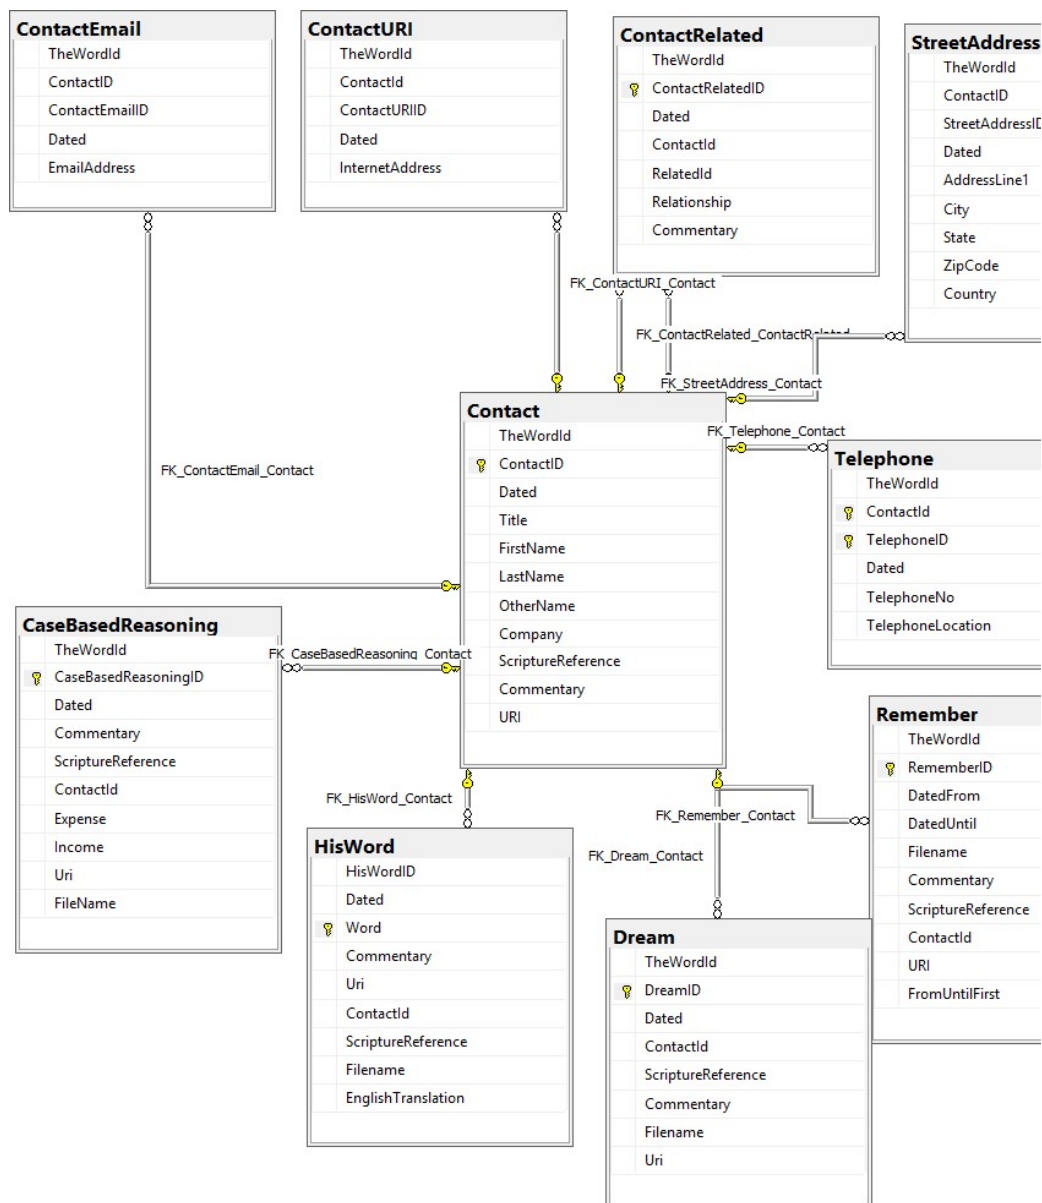 ContactEmail
TheWordId
ContactID
ContactEmailID
Dated
EmailAddress
ContactURI
TheWordId
ContactId
ContactURIID
Dated
InternetAddress
ContactRelated
TheWordId
ContactRelatedID
Dated
ContactId
RelatedId
Relationship
Commentary
StreetAddress
TheWordId
ContactID
StreetAddressID
Dated
AddressLine1
City
State
ZipCode
Country
FK_ContactURI_Contact
FK_ContactRelated_ContactRelated
FK_StreetAddress_Contact
FK_Telephone_Contact
FK_ContactEmail_Contact
Contact
TheWordId
ContactID
Dated
Title
FirstName
LastName
OtherName
Company
ScriptureReference
Commentary
URI
Telephone
TheWordId
ContactId
TelephoneID
Dated
TelephoneNo
TelephoneLocation
CaseBasedReasoning
TheWordId
CaseBasedReasoningID
Dated
Commentary
ScriptureReference
ContactId
Expense
Income
Uri
FileName
FK_CaseBasedReasoning_Contact
Remember
TheWordId
RememberID
DatedFrom
DatedUntil
Filename
Commentary
ScriptureReference
ContactId
URI
FromUntilFirst
FK_HisWord_Contact
FK_Remember_Contact
FK_Dream_Contact
HisWord
HisWordID
Dated
Word
Commentary
Uri
ContactId
ScriptureReference
Filename
EnglishTranslation
Dream
TheWordId
DreamID
Dated
ContactId
ScriptureReference
Commentary
Filename
Uri